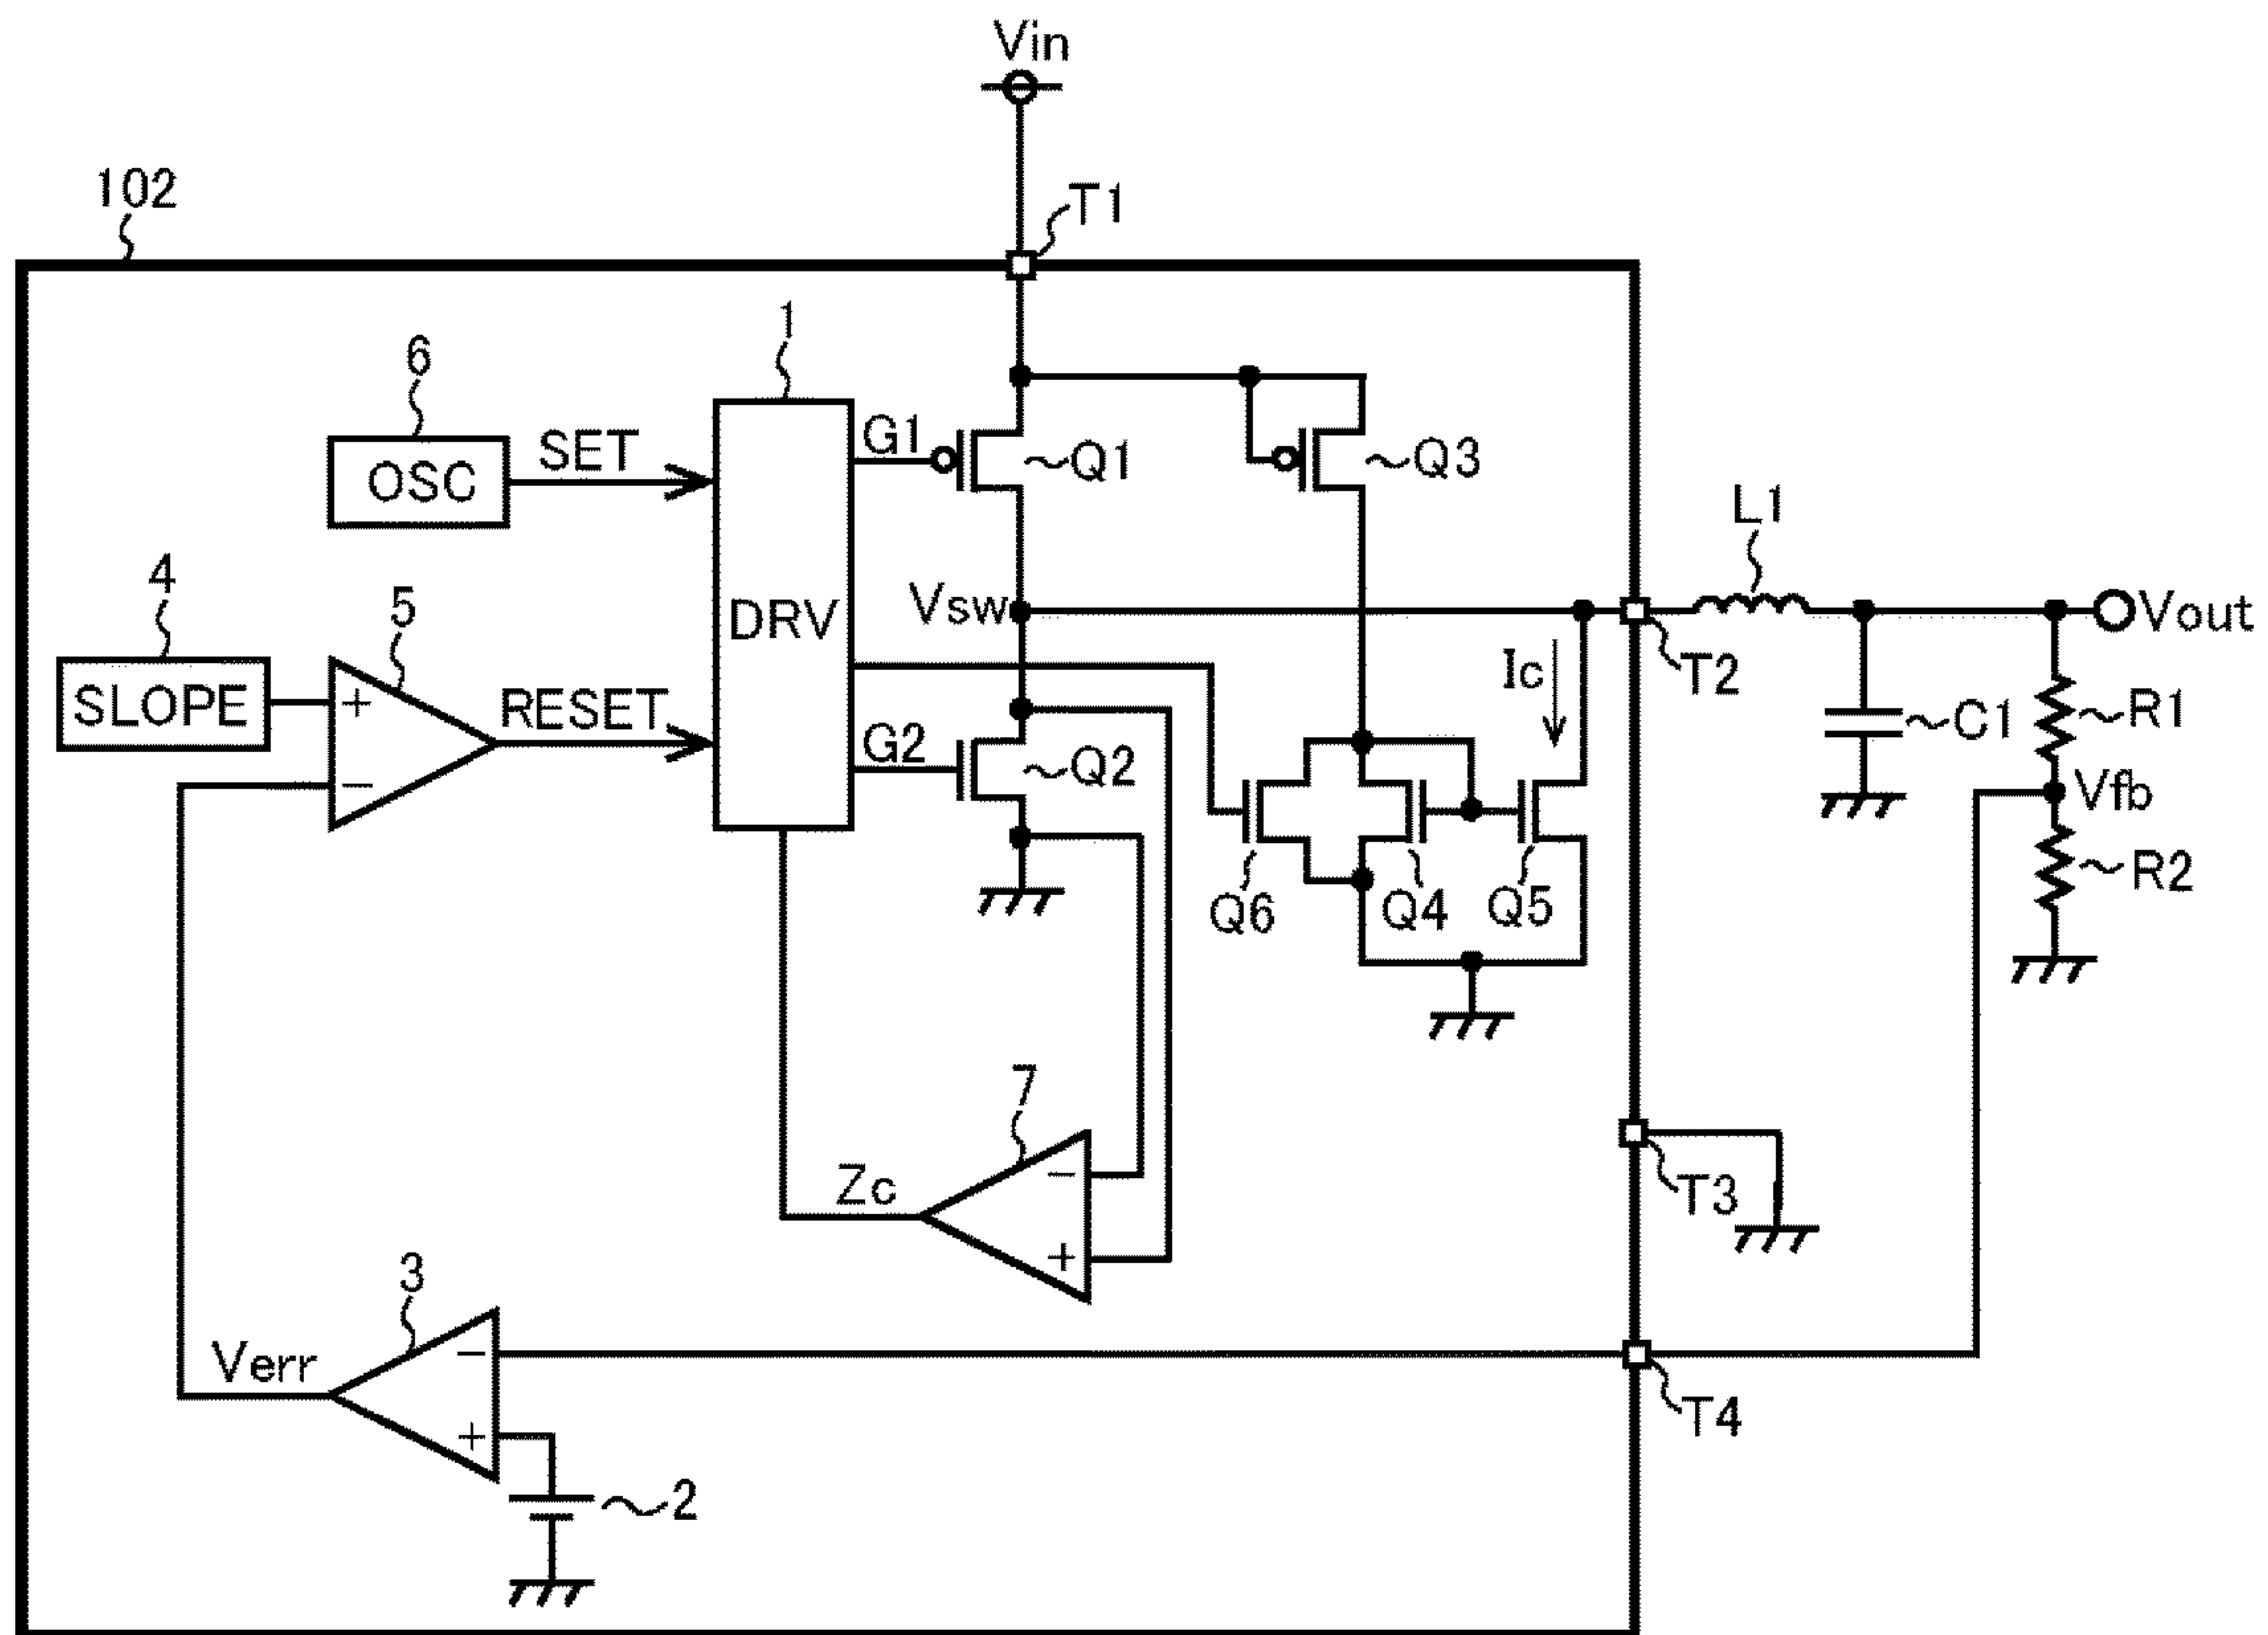 Vin
102
T1
1
6
G1
SET
OSC
Q1
Q3
L1
4
5
Vsw
Vout
DRV
Ic
T2
SLOPE
+
RESET
G2
C1
R1
−
Q2
Vfb
Q6
Q4
Q5
R2
7
−
Zc
T3
+
3
−
Verr
T4
+
2